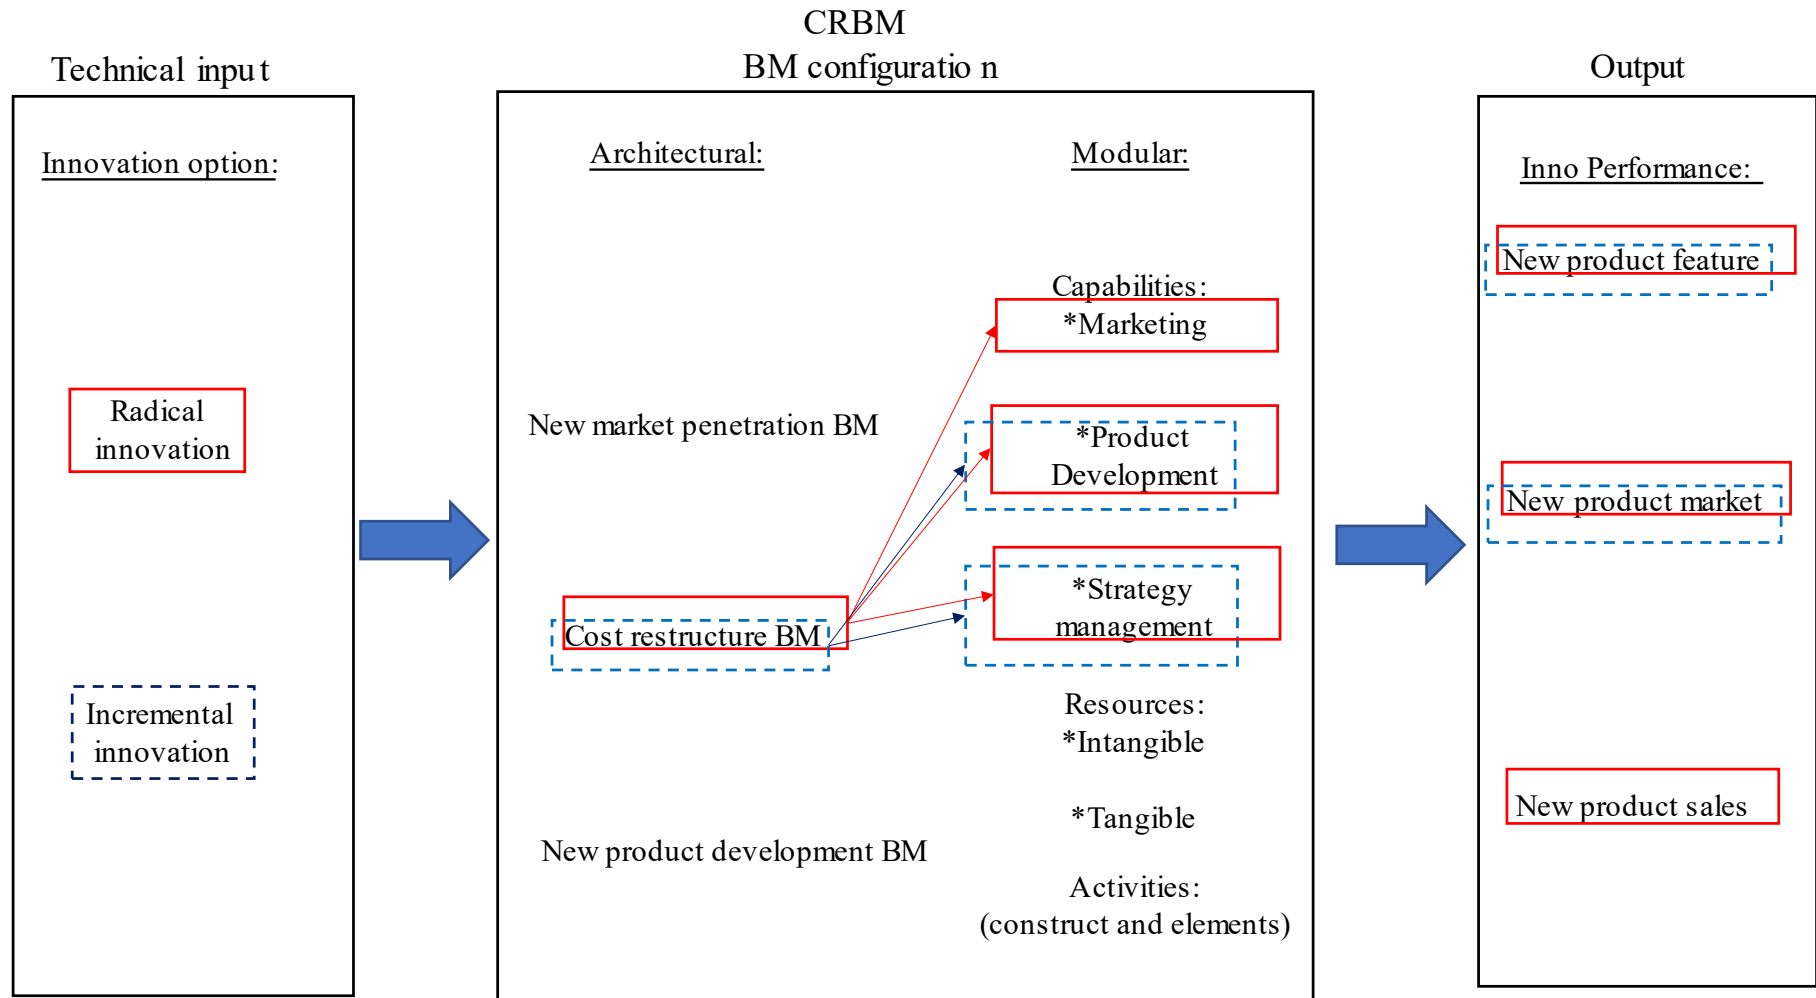 CRBM
Technical input
BM configuration
Output
Innovation option:
Radical
innovation
Incremental
innovation
Architectural:
New market penetration BM
Cost restructure BM
New product development BM
Modular:
Capabilities:
*Marketing
*Product
Development
*Strategy
management
Resources:
*Intangible
*Tangible
Activities:
(construct and elements)
Inno Performance:
New product feature
New product market
New product sales